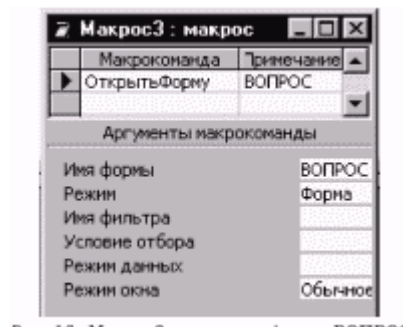 Макрос3 : макрос
Макрокоманда Примечание
ОткрытьФорму ВОПРОС
Аргументы макрокоманды
Имя формы ВОПРОС
Режим Форма
Имя фильтра
Условие отбора
Режим данных
Режим окна Обычное